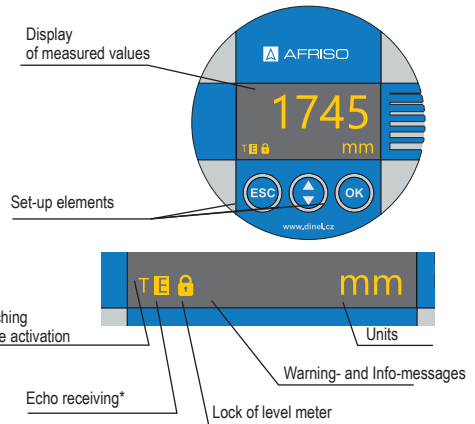 Display
of measured values
AFRISO
1745
T E mm
Set-up elements
ESC OK
www.dinel.cz
T E mm
activation
Units
Warning- and Info-messages
Echo receiving*
Lock of level meter